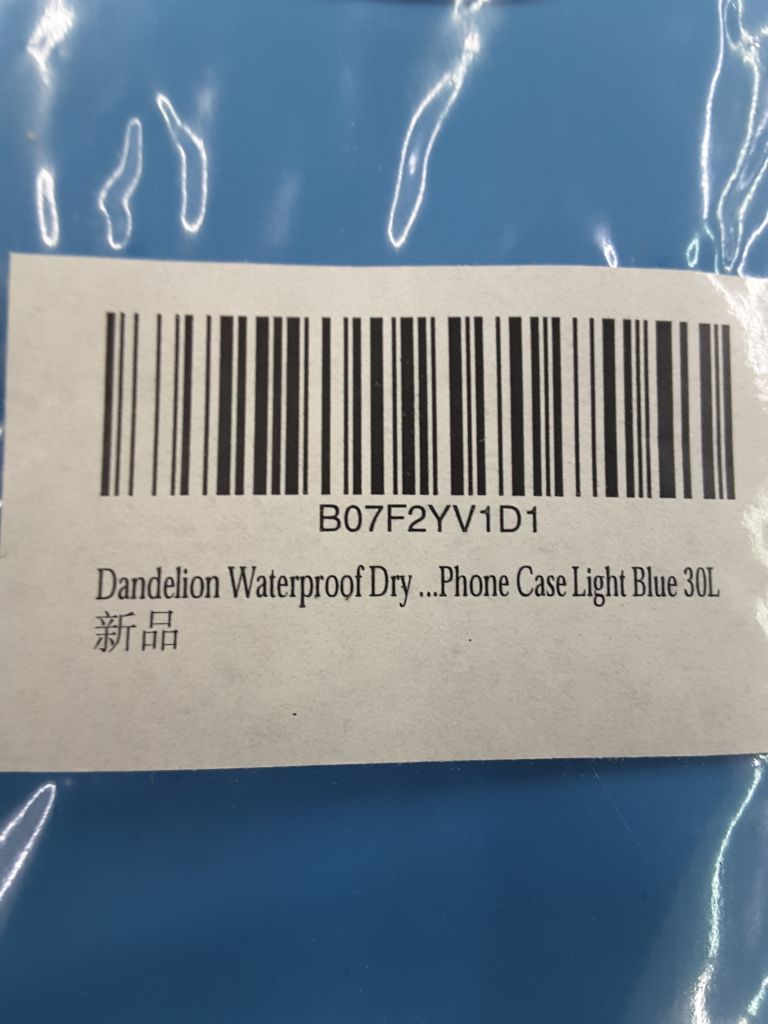 B07F2YV1D1
Dandelion Waterproof Dry ...Phone Case Light Blue 30L
新品